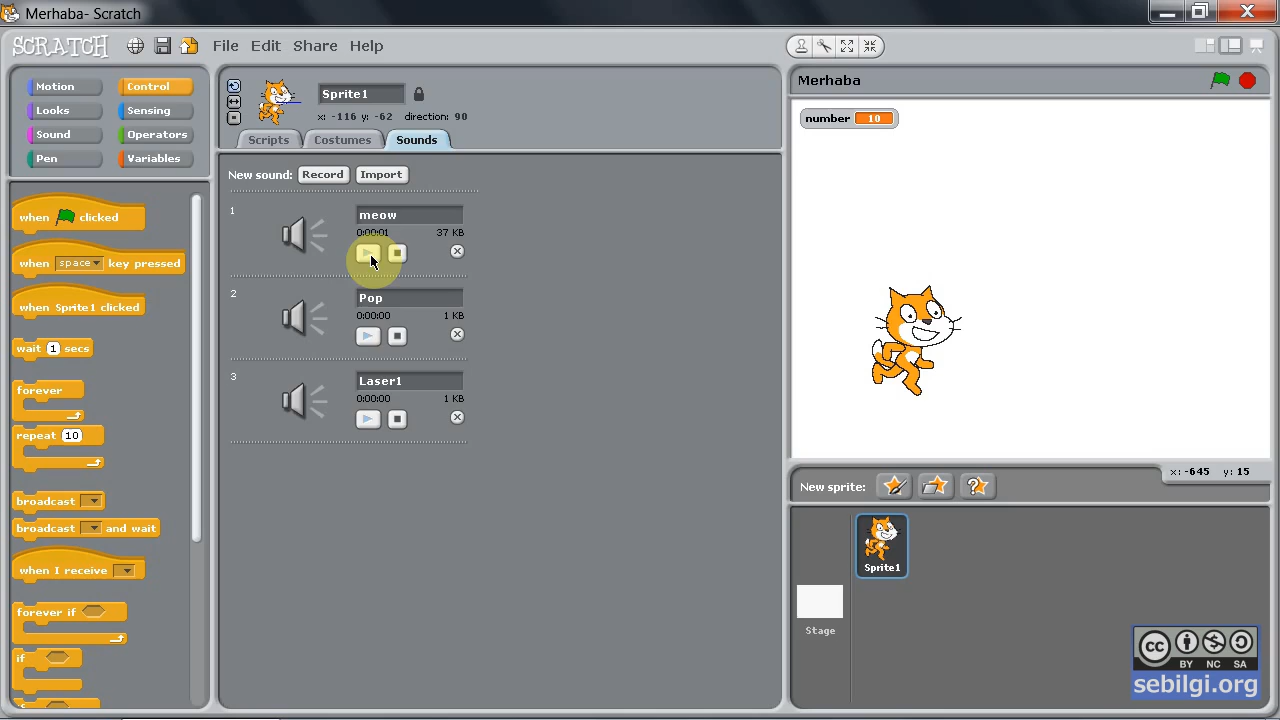 Merhaba- Scratch
SCRATCH File Edit Share Help
Motion Control
Looks Sensing
Sound Operators
Pen Variables
when clicked
when space key pressed
when Sprite1 clicked
wait 1 secs
forever
repeat 10
broadcast
broadcast and wait
when I receive
forever if
if
Sprite1
x: -116 y: -62 direction: 90
Scripts Costumes Sounds
New sound: Record Import
1
meow
0:00:01 37 KB
2
Pop
0:00:00 1 KB
3
Laser1
0:00:00 1 KB
Merhaba
number 10
x: -645 y: 15
New sprite:
Sprite1
Stage
cc
BY NC SA
sebilgi.org